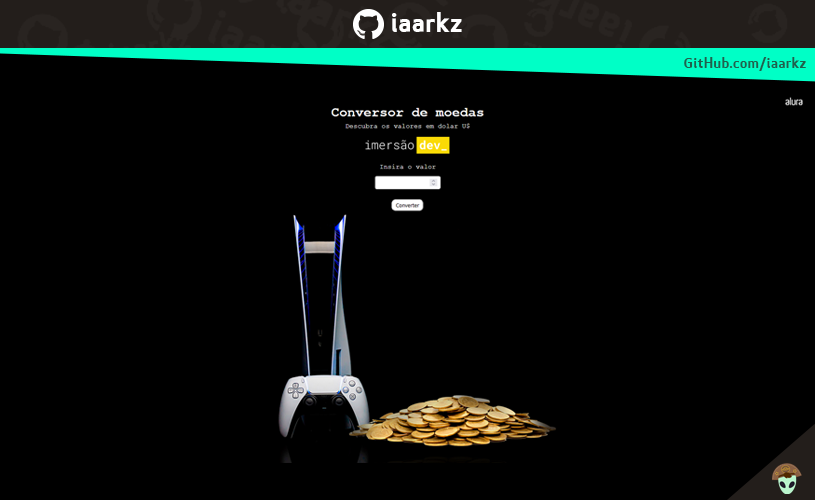 iaarkz
GitHub.com/iaarkz
alura
Conversor de moedas
Descubra os valores em dolar U$
imersão dev_
Insira o valor
Converter